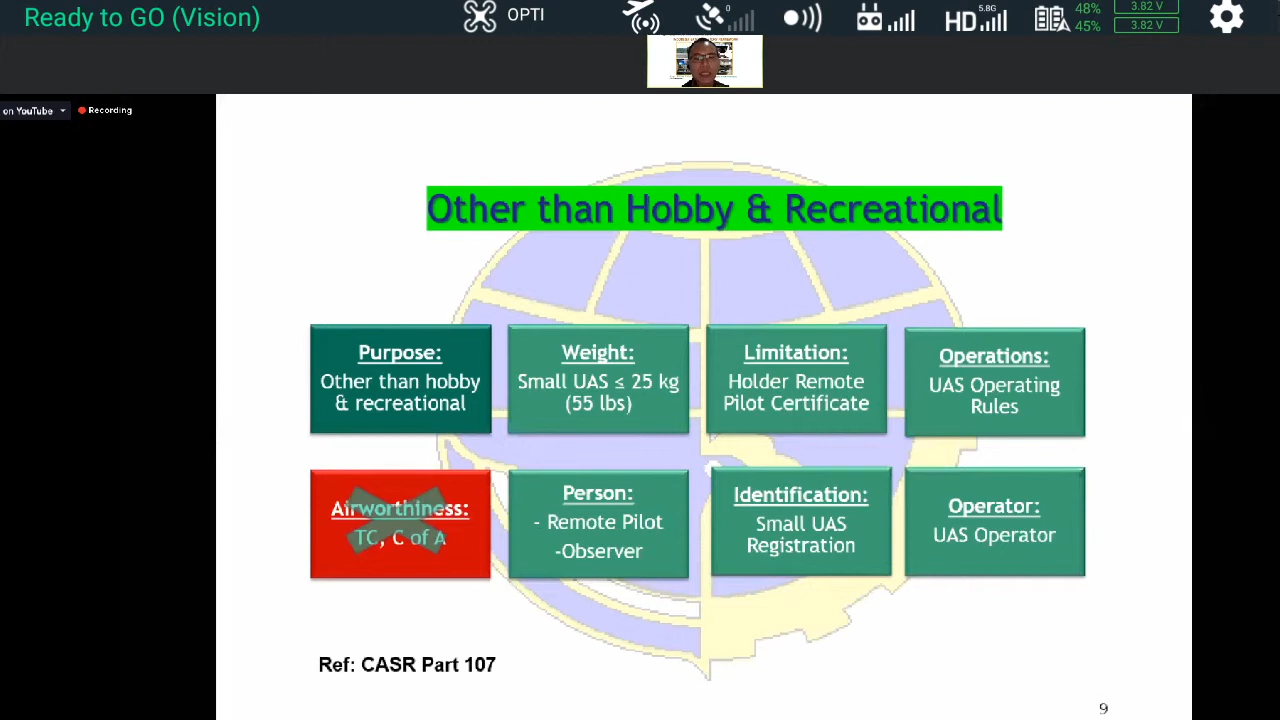 Ready to GO (Vision)
OPTI
0
HD
5.8G
48%
45%
3.82 V
3.82 V
on YouTube
Recording
Other than Hobby & Recreational
Purpose:
Other than hobby
& recreational
Weight:
Small UAS ≤ 25 kg
(55 lbs)
Limitation:
Holder Remote
Pilot Certificate
Operations:
UAS Operating
Rules
Airworthiness:
TC, C of A
Person:
- Remote Pilot
-Observer
Identification:
Small UAS
Registration
Operator:
UAS Operator
Ref: CASR Part 107
9